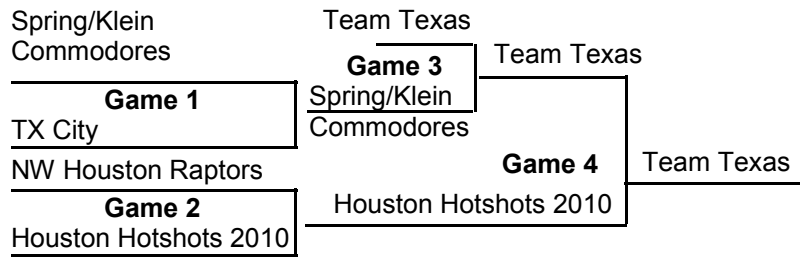 Spring/Klein
Commodores
Game 1
TX City
NW Houston Raptors
Game 2
Houston Hotshots 2010
Team Texas
Game 3
Spring/Klein
Commodores
Team Texas
Game 4
Houston Hotshots 2010
Team Texas